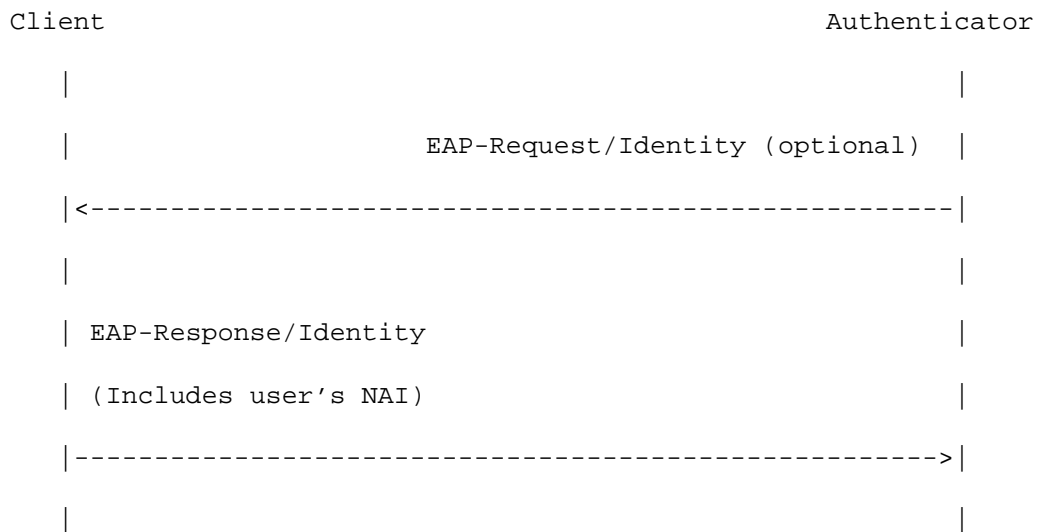 Client Authenticator
| |
| EAP-Request/Identity (optional) |
|<------------------------------------------------------|
| |
| EAP-Response/Identity |
| (Includes user’s NAI) |
|------------------------------------------------------>|
| |